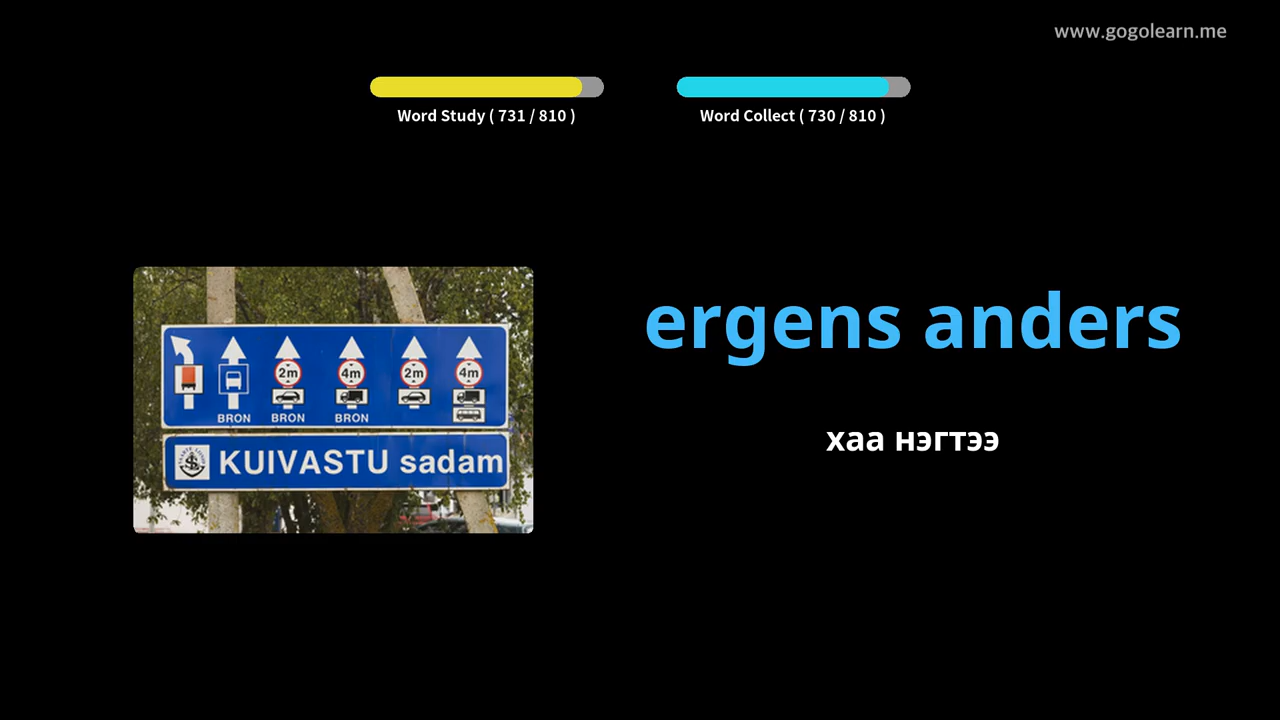 www.gogolearn.me
Word Study ( 731 / 810 )
Word Collect ( 730 / 810 )
2m
4m
2m
4m
BRON
BRON
BRON
KUIVASTU sadam
ergens anders
хаа нэгтээ